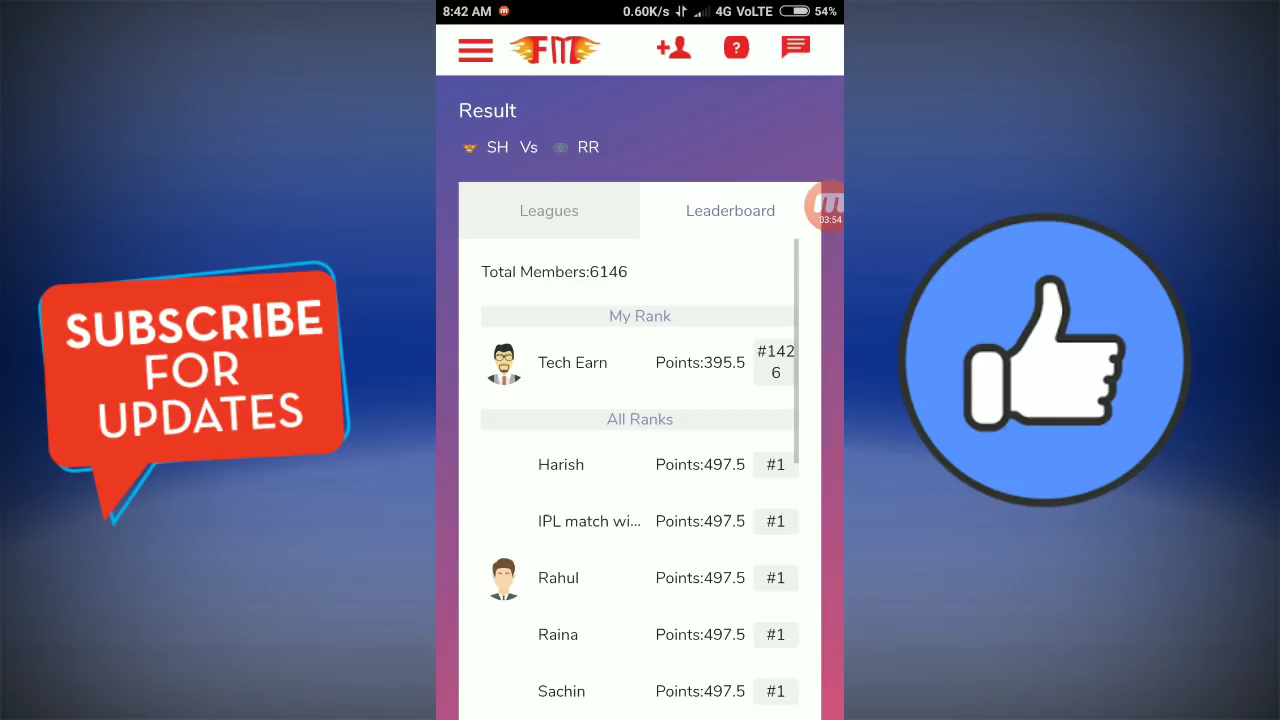 8:42 AM 0.60K/s 4G VoLTE 54%
FM
?
Result
SH Vs RR
Leagues Leaderboard
03:54
Total Members:6146
My Rank
Tech Earn Points:395.5 #142
6
All Ranks
Harish Points:497.5 #1
IPL match wi... Points:497.5 #1
Rahul Points:497.5 #1
Raina Points:497.5 #1
Sachin Points:497.5 #1
SUBSCRIBE
FOR
UPDATES